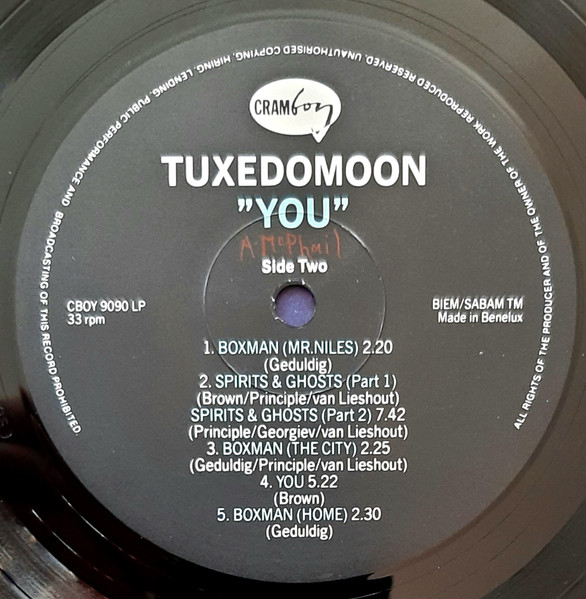 CRAMboy
TUXEDOMOON
"YOU"
A McPhail
Side Two
CBOY 9090 LP
33 rpm
BIEM/SABAM TM
Made in Benelux
1. BOXMAN (MR.NILES) 2.20
(Geduldig)
2. SPIRITS & GHOSTS (Part 1)
(Brown/Principle/van Lieshout)
SPIRITS & GHOSTS (Part 2) 7.42
(Principle/Georgiev/van Lieshout)
3. BOXMAN (THE CITY) 2.25
(Geduldig/Principle/van Lieshout)
4. YOU 5.22
(Brown)
5. BOXMAN (HOME) 2.30
(Geduldig)
ALL RIGHTS OF THE PRODUCER AND OF THE OWNER OF THE WORK REPRODUCED RESERVED. UNAUTHORISED COPYING, HIRING, LENDING, PUBLIC PERFORMANCE AND BROADCASTING OF THIS RECORD PROHIBITED.